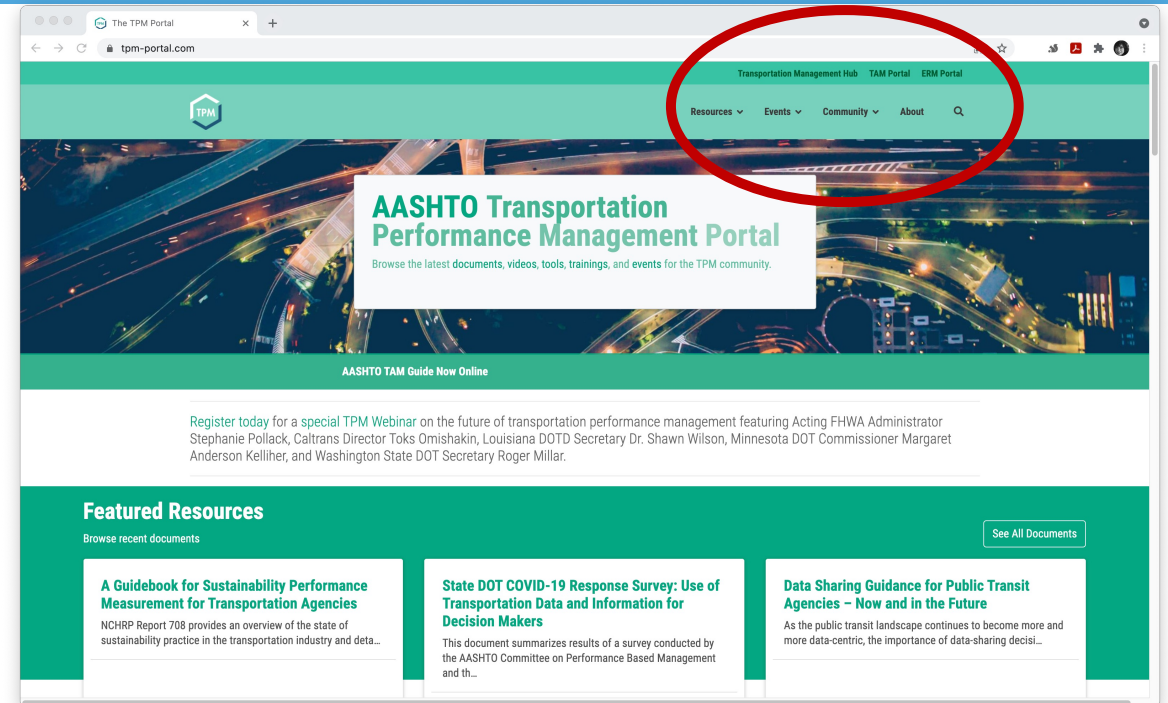 The TPM Portal
tpm-portal.com
Transportation Management Hub TAM Portal ERM Portal
TPM
Resources Events Community About
AASHTO Transportation
Performance Management Portal
Browse the latest documents, videos, tools, trainings, and events for the TPM community.
AASHTO TAM Guide Now Online
Register today for a special TPM Webinar on the future of transportation performance management featuring Acting FHWA Administrator
Stephanie Pollack, Caltrans Director Toks Omishakin, Louisiana DOTD Secretary Dr. Shawn Wilson, Minnesota DOT Commissioner Margaret
Anderson Kelliher, and Washington State DOT Secretary Roger Millar.
Featured Resources
Browse recent documents
See All Documents
A Guidebook for Sustainability Performance
Measurement for Transportation Agencies
NCHRP Report 708 provides an overview of the state of
sustainability practice in the transportation industry and deta…
State DOT COVID-19 Response Survey: Use of
Transportation Data and Information for
Decision Makers
This document summarizes results of a survey conducted by
the AASHTO Committee on Performance Based Management
and th…
Data Sharing Guidance for Public Transit
Agencies – Now and in the Future
As the public transit landscape continues to become more and
more data-centric, the importance of data-sharing decisi…